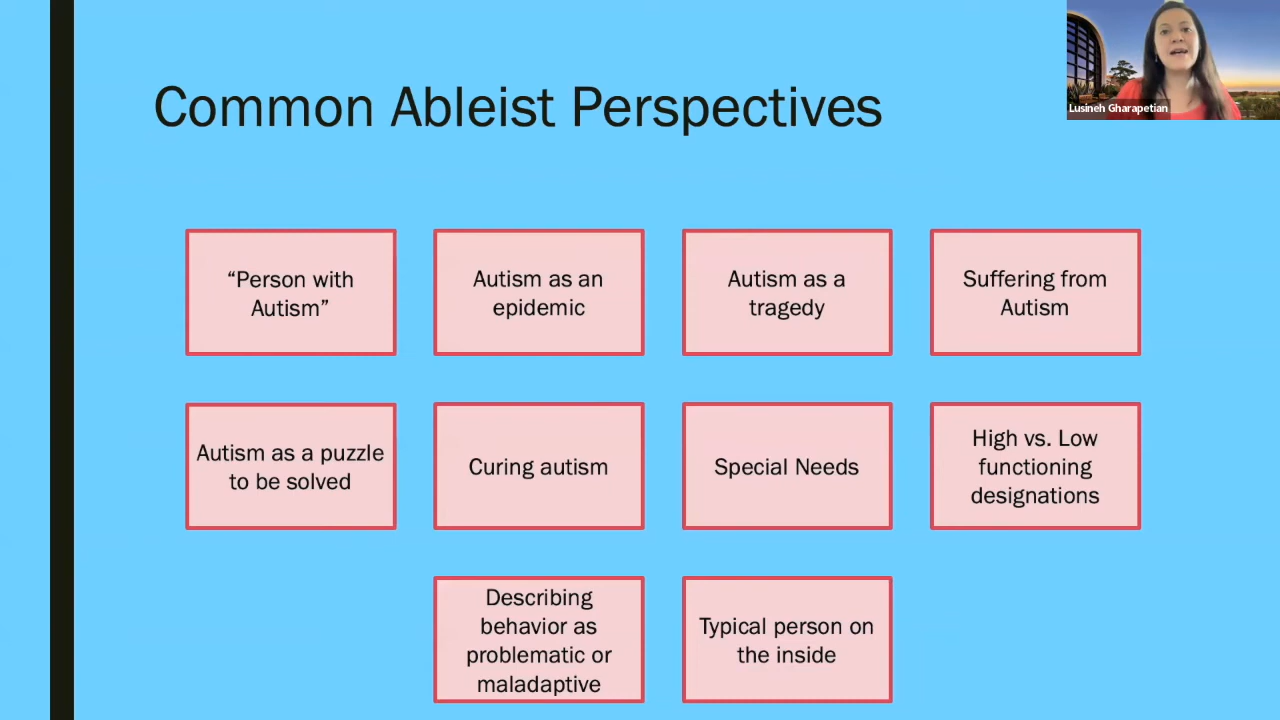 Lusineh Gharapetian
Common Ableist Perspectives
“Person with
Autism”
Autism as an
epidemic
Autism as a
tragedy
Suffering from
Autism
Autism as a puzzle
to be solved
Curing autism
Special Needs
High vs. Low
functioning
designations
Describing
behavior as
problematic or
maladaptive
Typical person on
the inside